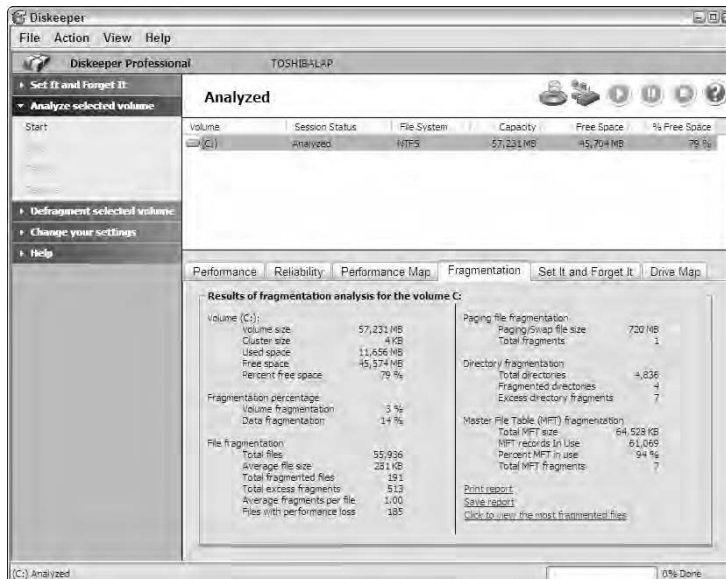 Diskeeper
File Action View Help
Diskeeper Professional TOSHIBALAP
Set It and Forget It
Analyze selected volume
Start
Defragment selected volume
Change your settings
Help
Analyzed
Volume Session Status File System Capacity Free Space % Free Space
(C:) Analyzed NTFS 57,231 MB 45,704 MB 79 %
Performance Reliability Performance Map Fragmentation Set It and Forget It Drive Map
Results of fragmentation analysis for the volume C:
Volume (C:):
Volume size 57,231 MB
Cluster size 4 KB
Used space 11,656 MB
Free space 45,574 MB
Percent free space 79 %
Fragmentation percentage
Volume fragmentation 3 %
Data fragmentation 14 %
File fragmentation
Total files 55,936
Average file size 231 KB
Total fragmented files 191
Total excess fragments 513
Average fragments per file 1.00
Files with performance loss 185
Paging file fragmentation
Paging/Swap file size 720 MB
Total fragments 1
Directory fragmentation
Total directories 4,836
Fragmented directories 4
Excess directory fragments 7
Master File Table (MFT) fragmentation
Total MFT size 64,528 KB
MFT records In Use 61,069
Percent MFT in use 94 %
Total MFT fragments 7
Print report
Save report
Click to view the most fragmented files
(C:) Analyzed 0% Done